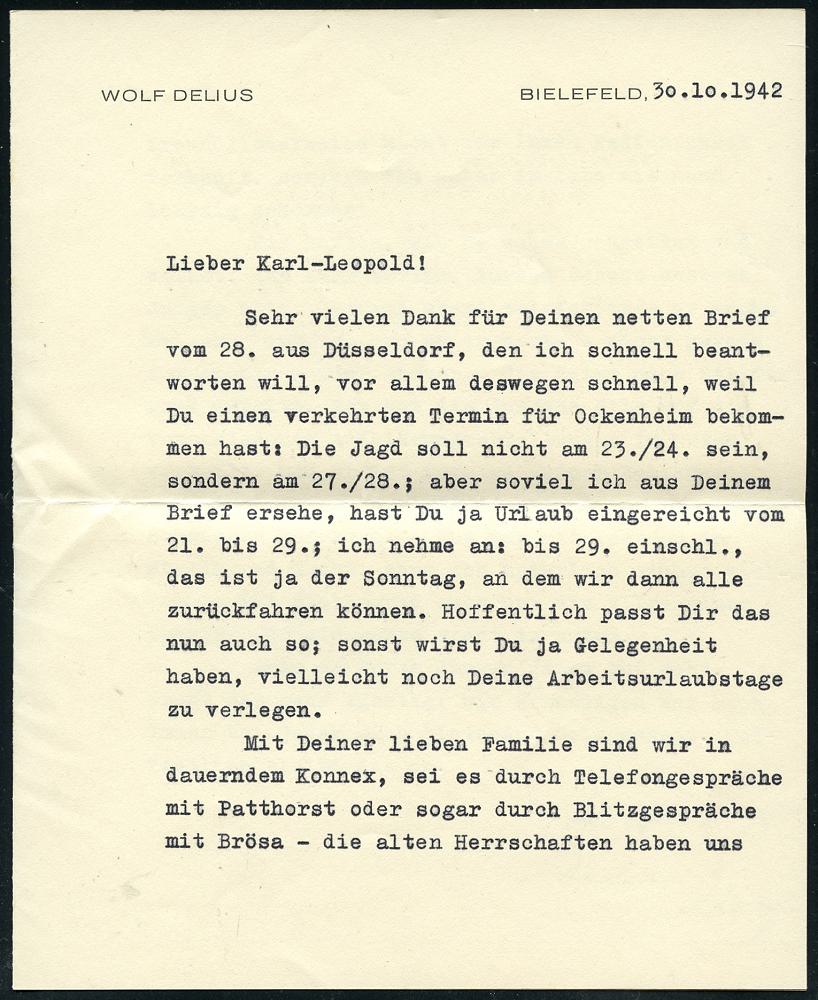 WOLF DELIUS BIELEFELD, 30.10.1942
Lieber Karl-Leopold!
Sehr vielen Dank für Deinen netten Brief
vom 28. aus Düsseldorf, den ich schnell beant-
worten will, vor allem deswegen schnell, weil
Du einen verkehrten Termin für Ockenheim bekom-
men hast: Die Jagd soll nicht am 23./24. sein,
sondern am 27./28.; aber soviel ich aus Deinem
Brief ersehe, hast Du ja Urlaub eingereicht vom
21. bis 29.; ich nehme an: bis 29. einschl.,
das ist ja der Sonntag, an dem wir dann alle
zurückfahren können. Hoffentlich passt Dir das
nun auch so; sonst wirst Du ja Gelegenheit
haben, vielleicht noch Deine Arbeitsurlaubstage
zu verlegen.
Mit Deiner lieben Familie sind wir in
dauerndem Konnex, sei es durch Telefongespräche
mit Patthorst oder sogar durch Blitzgespräche
mit Brösa - die alten Herrschaften haben uns